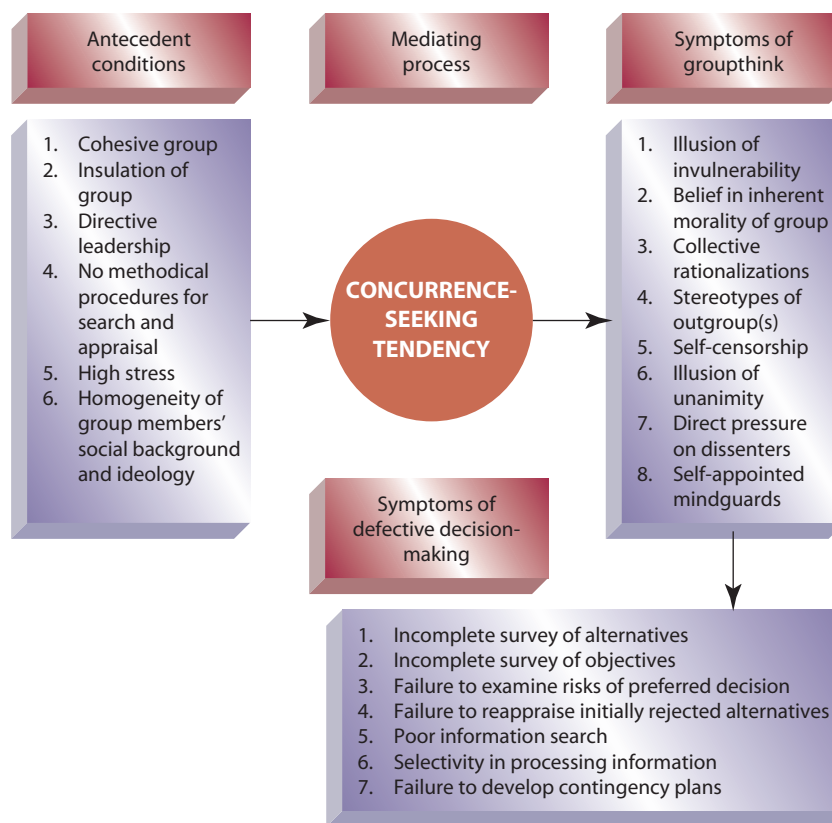 Antecedent
conditions
Mediating
process
Symptoms of
groupthink
1. Cohesive group
2. Insulation of
group
3. Directive
leadership
4. No methodical
procedures for
search and
appraisal
5. High stress
6. Homogeneity of
group members’
social background
and ideology
CONCURRENCE-
SEEKING
TENDENCY
1. Illusion of
invulnerability
2. Belief in inherent
morality of group
3. Collective
rationalizations
4. Stereotypes of
outgroup(s)
5. Self-censorship
6. Illusion of
unanimity
7. Direct pressure
on dissenters
8. Self-appointed
mindguards
Symptoms of
defective decision-
making
1. Incomplete survey of alternatives
2. Incomplete survey of objectives
3. Failure to examine risks of preferred decision
4. Failure to reappraise initially rejected alternatives
5. Poor information search
6. Selectivity in processing information
7. Failure to develop contingency plans